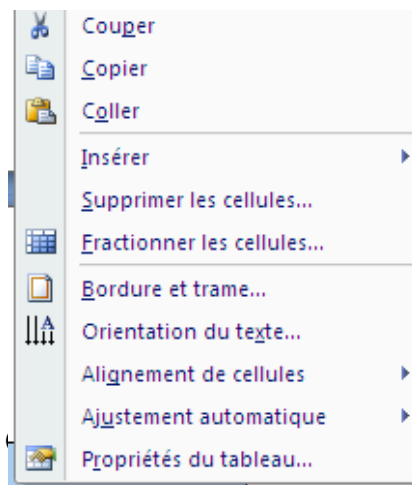 Couper
Copier
Coller
Insérer
Supprimer les cellules...
Fractionner les cellules...
Bordure et trame...
Orientation du texte...
Alignement de cellules
Ajustement automatique
Propriétés du tableau...